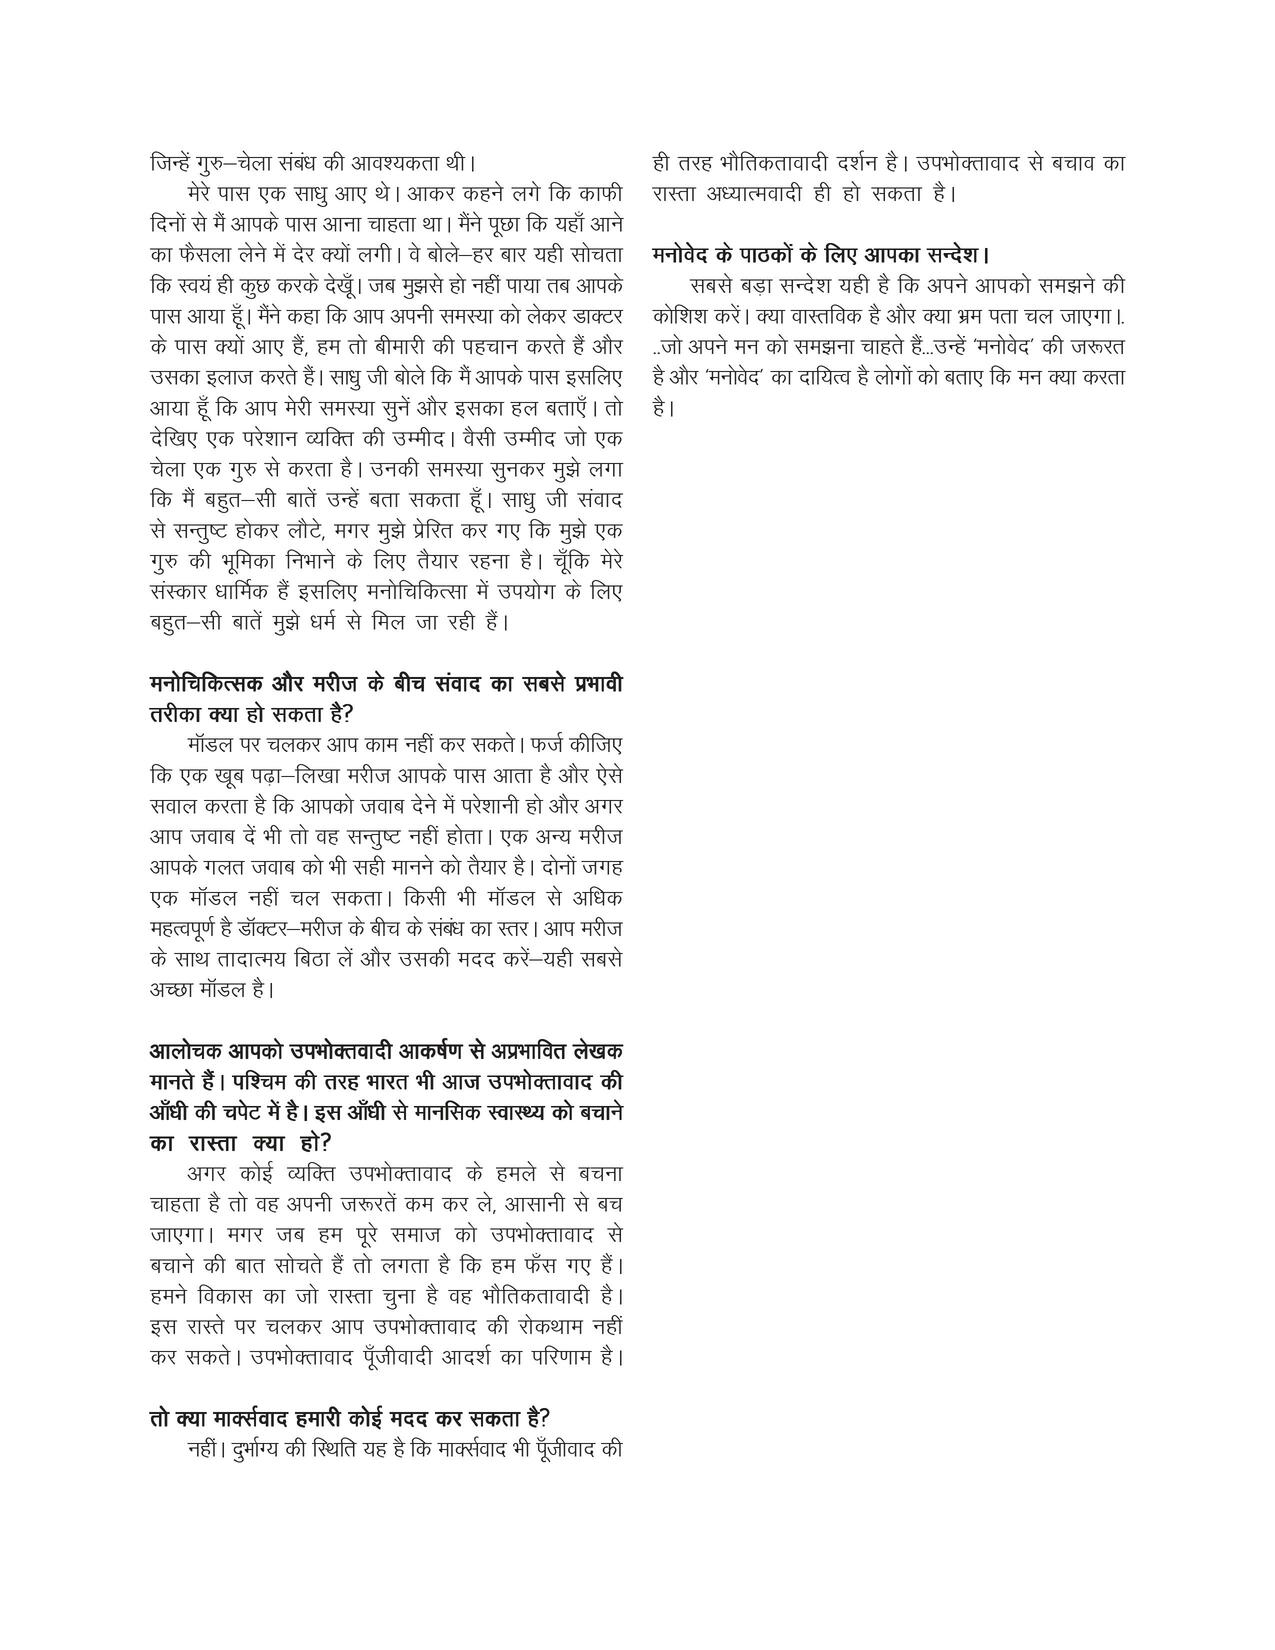 जिन्हें गुरु–चेला संबंध की आवश्यकता थी।
मेरे पास एक साधु आए थे। आकर कहने लगे कि काफी
दिनों से मैं आपके पास आना चाहता था। मैंने पूछा कि यहाँ आने
का फैसला लेने में देर क्यों लगी। वे बोले–हर बार यही सोचता
कि स्वयं ही कुछ करके देखूँ। जब मुझसे हो नहीं पाया तब आपके
पास आया हूँ। मैंने कहा कि आप अपनी समस्या को लेकर डाक्टर
के पास क्यों आए हैं, हम तो बीमारी की पहचान करते हैं और
उसका इलाज करते हैं। साधु जी बोले कि मैं आपके पास इसलिए
आया हूँ कि आप मेरी समस्या सुनें और इसका हल बताएँ। तो
देखिए एक परेशान व्यक्ति की उम्मीद। वैसी उम्मीद जो एक
चेला एक गुरु से करता है। उनकी समस्या सुनकर मुझे लगा
कि मैं बहुत–सी बातें उन्हें बता सकता हूँ। साधु जी संवाद
से सन्तुष्ट होकर लौटे, मगर मुझे प्रेरित कर गए कि मुझे एक
गुरु की भूमिका निभाने के लिए तैयार रहना है। चूँकि मेरे
संस्कार धार्मिक हैं इसलिए मनोचिकित्सा में उपयोग के लिए
बहुत–सी बातें मुझे धर्म से मिल जा रही हैं।
मनोचिकित्सक और मरीज के बीच संवाद का सबसे प्रभावी
तरीका क्या हो सकता है?
मॉडल पर चलकर आप काम नहीं कर सकते। फर्ज कीजिए
कि एक खूब पढ़ा–लिखा मरीज आपके पास आता है और ऐसे
सवाल करता है कि आपको जवाब देने में परेशानी हो और अगर
आप जवाब दें भी तो वह सन्तुष्ट नहीं होता। एक अन्य मरीज
आपके गलत जवाब को भी सही मानने को तैयार है। दोनों जगह
एक मॉडल नहीं चल सकता। किसी भी मॉडल से अधिक
महत्वपूर्ण है डॉक्टर–मरीज के बीच के संबंध का स्तर। आप मरीज
के साथ तादात्मय बिठा लें और उसकी मदद करें–यही सबसे
अच्छा मॉडल है।
आलोचक आपको उपभोक्तवादी आकर्षण से अप्रभावित लेखक
मानते हैं। पश्चिम की तरह भारत भी आज उपभोक्तावाद की
आँधी की चपेट में है। इस आँधी से मानसिक स्वास्थ्य को बचाने
का रास्ता क्या हो?
अगर कोई व्यक्ति उपभोक्तावाद के हमले से बचना
चाहता है तो वह अपनी जरूरतें कम कर ले, आसानी से बच
जाएगा। मगर जब हम पूरे समाज को उपभोक्तावाद से
बचाने की बात सोचते हैं तो लगता है कि हम फँस गए हैं।
हमने विकास का जो रास्ता चुना है वह भौतिकतावादी है।
इस रास्ते पर चलकर आप उपभोक्तावाद की रोकथाम नहीं
कर सकते। उपभोक्तावाद पूँजीवादी आदर्श का परिणाम है।
तो क्या मार्क्सवाद हमारी कोई मदद कर सकता है?
नहीं। दुर्भाग्य की स्थिति यह है कि मार्क्सवाद भी पूँजीवाद की
ही तरह भौतिकतावादी दर्शन है। उपभोक्तावाद से बचाव का
रास्ता अध्यात्मवादी ही हो सकता है।
मनोवेद के पाठकों के लिए आपका सन्देश।
सबसे बड़ा सन्देश यही है कि अपने आपको समझने की
कोशिश करें। क्या वास्तविक है और क्या भ्रम पता चल जाएगा।.
..जो अपने मन को समझना चाहते हैं...उन्हें ‘मनोवेद’ की जरूरत
है और ‘मनोवेद’ का दायित्व है लोगों को बताए कि मन क्या करता
है।